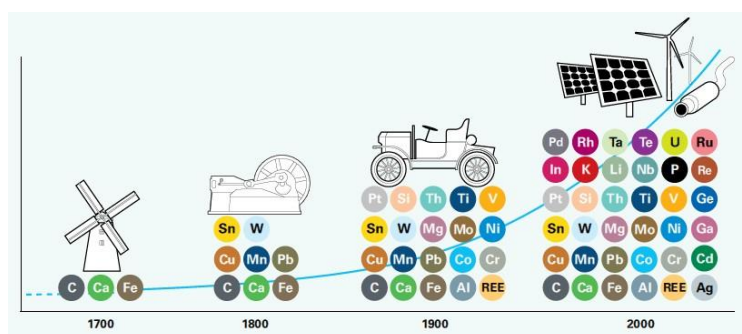 Pd Rh Ta Te U Ru
In K Li Nb P Re
Pt Si Th Ti V
Pt Si Th Ti V Ge
Sn W
Sn W Mg Mo Ni
Sn W Mg Mo Ni Ga
Cu Mn Pb
Cu Mn Pb Co Cr
Cu Mn Pb Co Cr Cd
C Ca Fe
C Ca Fe
C Ca Fe Al REE
C Ca Fe Al REE Ag
1700 1800 1900 2000